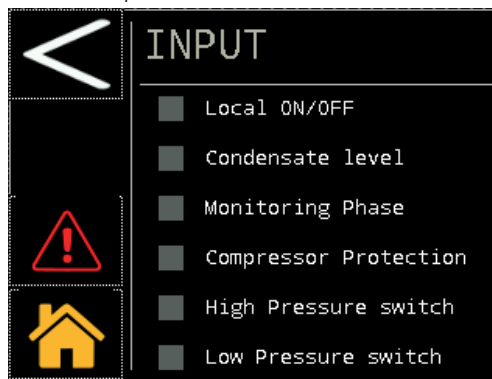 INPUT
Local ON/OFF
Condensate level
Monitoring Phase
Compressor Protection
High Pressure switch
Low Pressure switch